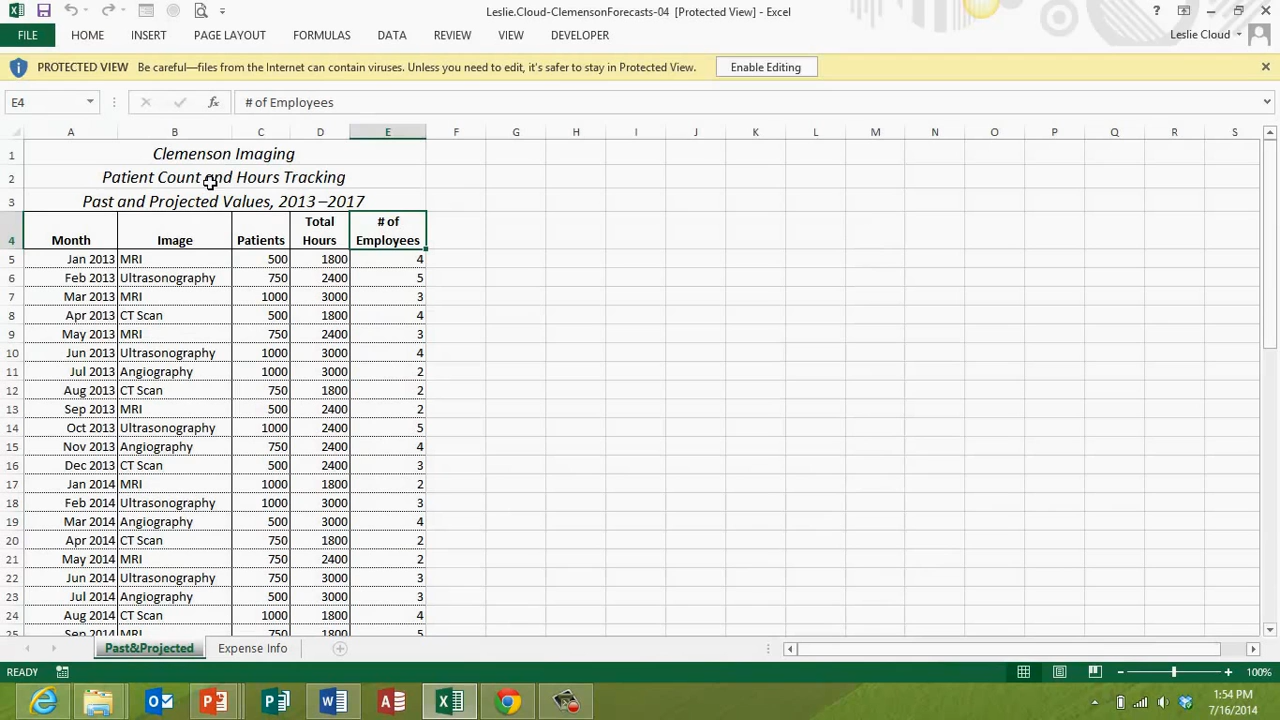 Leslie.Cloud-ClemensonForecasts-04 [Protected View] - Excel
FILE HOME INSERT PAGE LAYOUT FORMULAS DATA REVIEW VIEW DEVELOPER Leslie Cloud
PROTECTED VIEW Be careful—files from the Internet can contain viruses. Unless you need to edit, it's safer to stay in Protected View. Enable Editing
E4 fx # of Employees
A B C D E F G H I J K L M N O P Q R S
1 Clemenson Imaging
2 Patient Count and Hours Tracking
3 Past and Projected Values, 2013–2017
4 Month Image Patients Total Hours # of Employees
5 Jan 2013 MRI 500 1800 4
6 Feb 2013 Ultrasonography 750 2400 5
7 Mar 2013 MRI 1000 3000 3
8 Apr 2013 CT Scan 500 1800 4
9 May 2013 MRI 750 2400 3
10 Jun 2013 Ultrasonography 1000 3000 4
11 Jul 2013 Angiography 1000 3000 2
12 Aug 2013 CT Scan 750 1800 2
13 Sep 2013 MRI 500 2400 2
14 Oct 2013 Ultrasonography 1000 2400 5
15 Nov 2013 Angiography 750 2400 4
16 Dec 2013 CT Scan 500 2400 3
17 Jan 2014 MRI 1000 1800 2
18 Feb 2014 Ultrasonography 1000 3000 3
19 Mar 2014 Angiography 500 3000 4
20 Apr 2014 CT Scan 750 1800 2
21 May 2014 MRI 750 2400 2
22 Jun 2014 Ultrasonography 750 3000 3
23 Jul 2014 Angiography 500 3000 3
24 Aug 2014 CT Scan 1000 1800 4
25 Sep 2014 MRI 750 1800 5
Past&Projected Expense Info
READY 100%
1:54 PM
7/16/2014